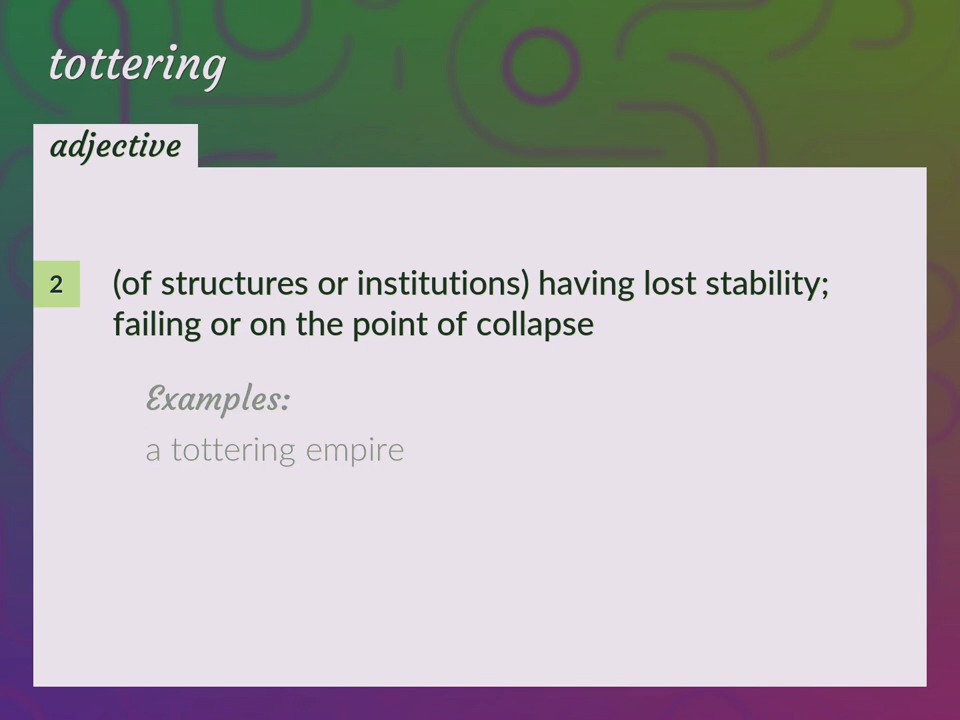 tottering
adjective
2
(of structures or institutions) having lost stability;
failing or on the point of collapse
Examples:
a tottering empire